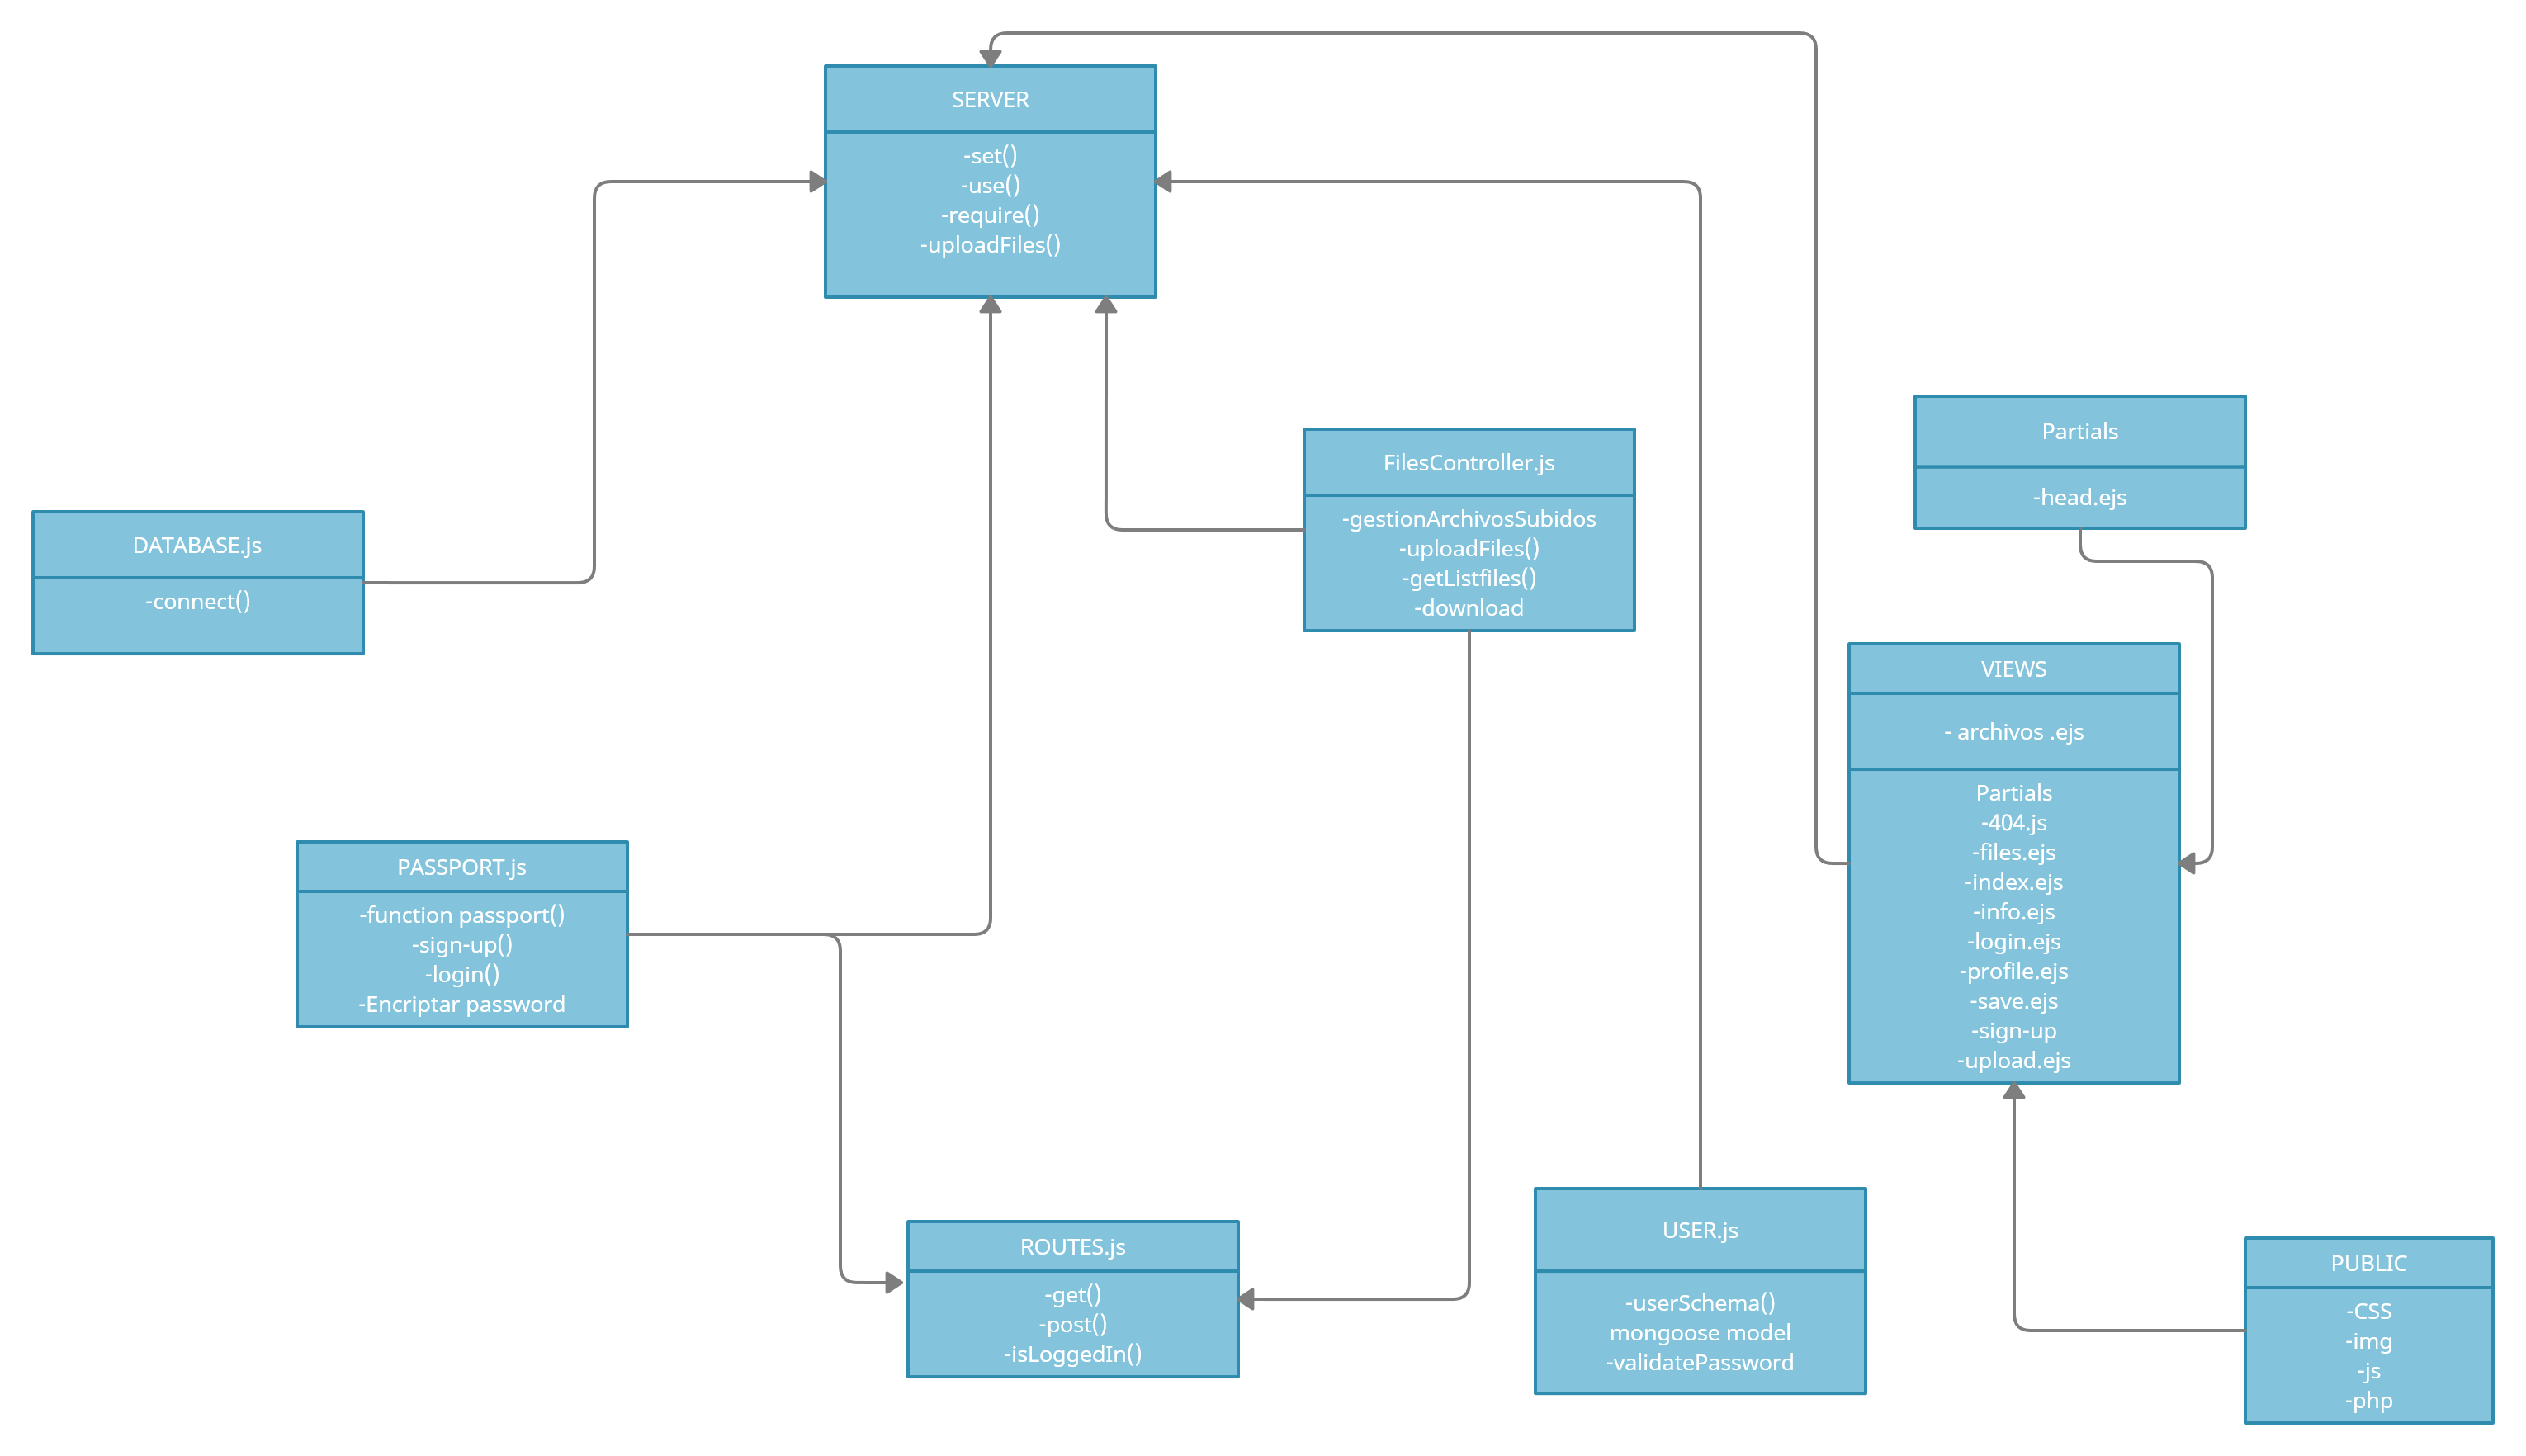 SERVER
-set()
-use()
-require()
-uploadFiles()
Partials
-head.ejs
FilesController.js
-gestionArchivosSubidos
-uploadFiles()
-getListfiles()
-download
DATABASE.js
-connect()
VIEWS
- archivos .ejs
Partials
-404.js
-files.ejs
-index.ejs
-info.ejs
-login.ejs
-profile.ejs
-save.ejs
-sign-up
-upload.ejs
PASSPORT.js
-function passport()
-sign-up()
-login()
-Encriptar password
ROUTES.js
-get()
-post()
-isLoggedIn()
USER.js
-userSchema()
mongoose model
-validatePassword
PUBLIC
-CSS
-img
-js
-php